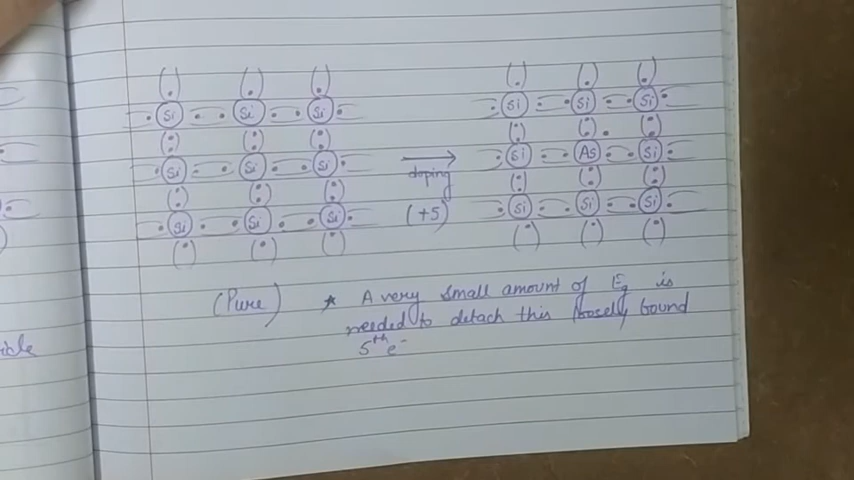 Si Si Si Si Si Si
Si Si Si Si As Si
Si Si Si Si Si Si
doping
(+5)
(Pure)
* A very small amount of Eg is
needed to detach this loosely bound
5th e-